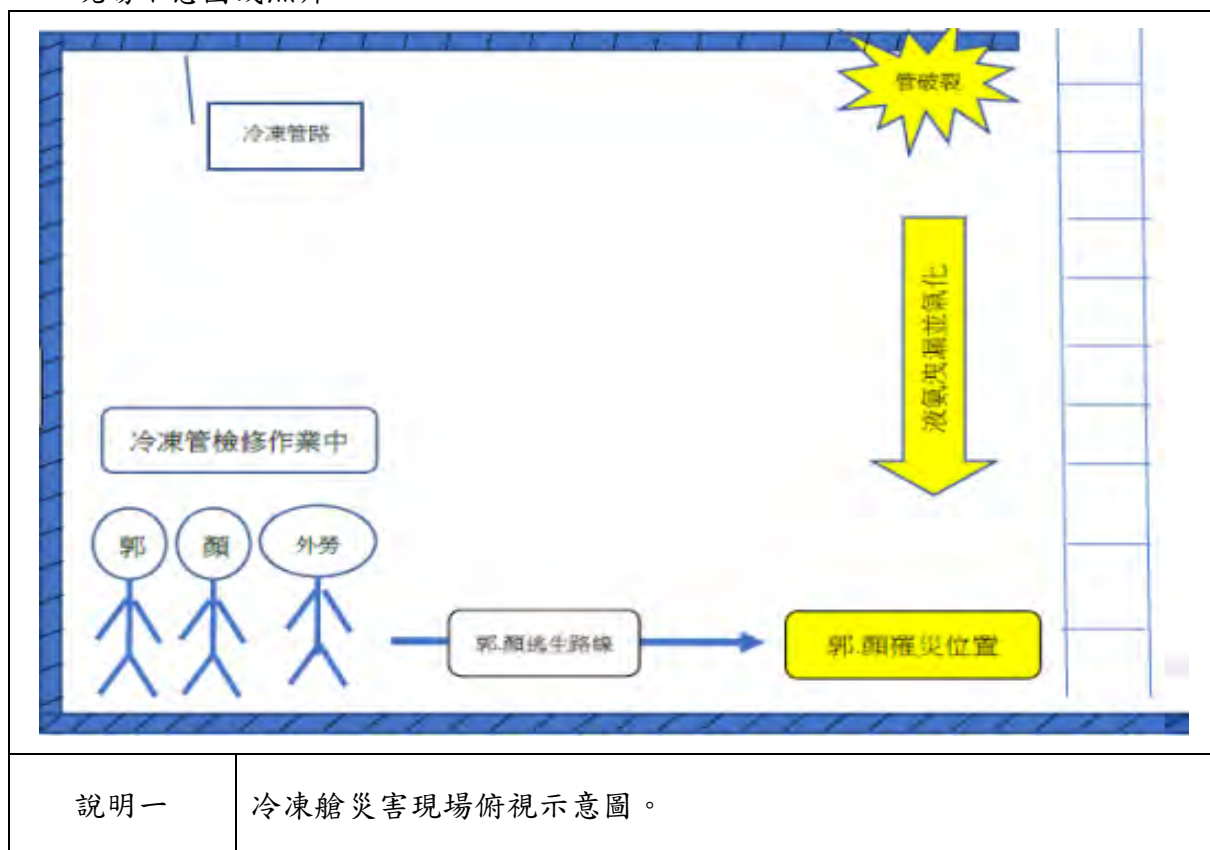 管破裂
冷凍管路
液氨洩漏並氣化
冷凍管檢修作業中
郭
顏
外勞
郭.顏逃生路線
郭.顏罹災位置
說明一
冷凍艙災害現場俯視示意圖。